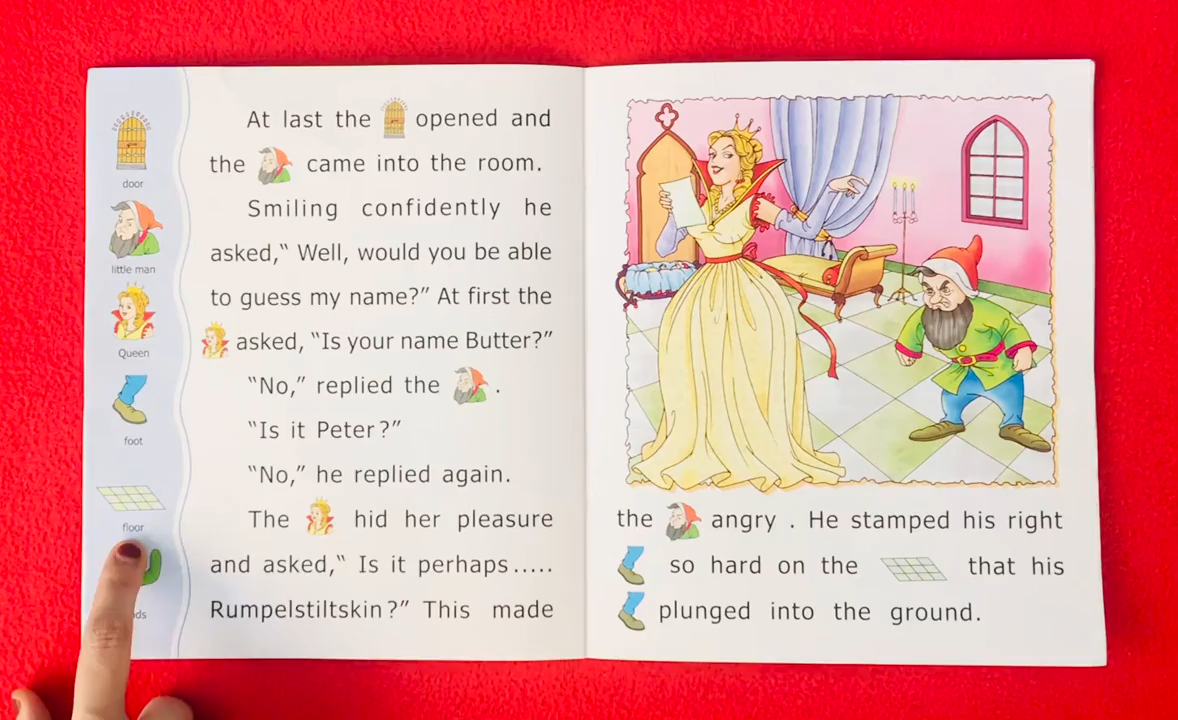 door
little man
Queen
foot
floor
At last the opened and
the came into the room.
Smiling confidently he
asked,“ Well, would you be able
to guess my name?” At first the
asked, “Is your name Butter?”
“No,” replied the .
“Is it Peter?”
“No,” he replied again.
The hid her pleasure
and asked,“ Is it perhaps.....
Rumpelstiltskin?” This made
the angry . He stamped his right
so hard on the that his
plunged into the ground.